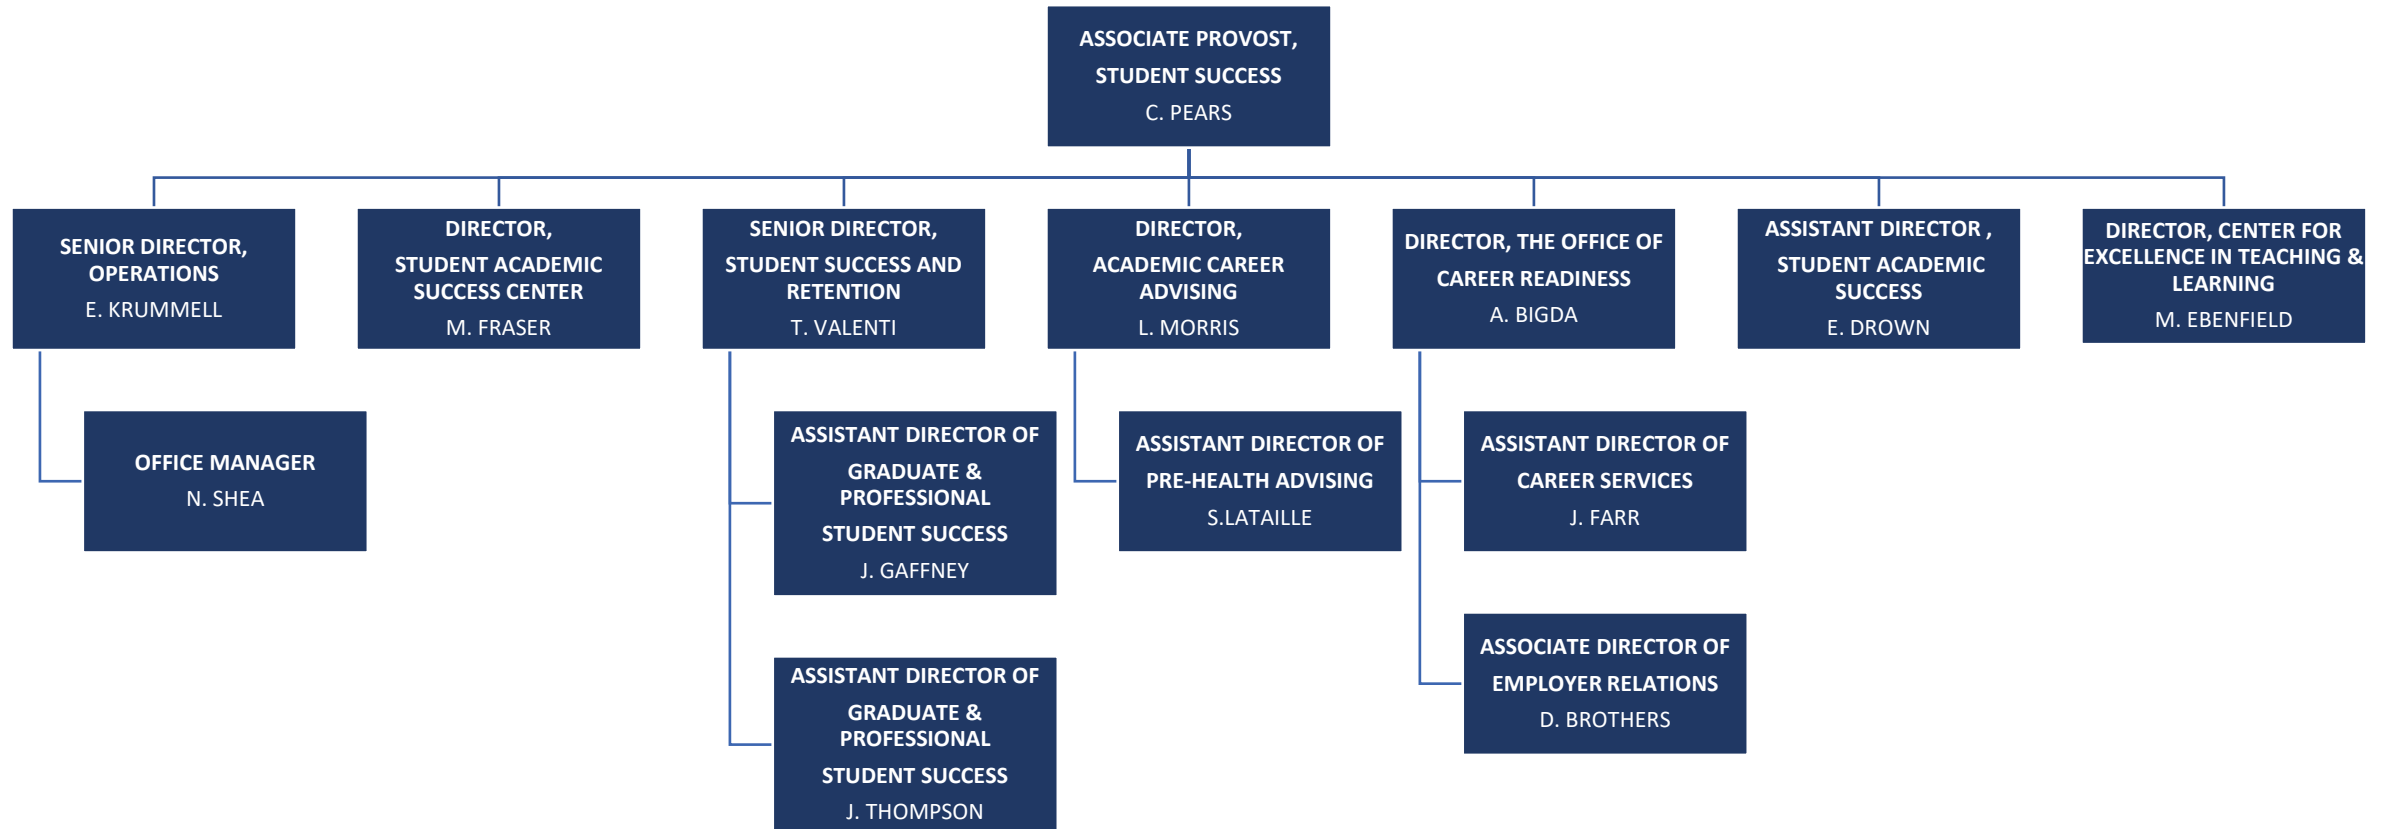 ASSOCIATE PROVOST,
STUDENT SUCCESS
C. PEARS
SENIOR DIRECTOR,
OPERATIONS
E. KRUMMELL
DIRECTOR,
STUDENT ACADEMIC
SUCCESS CENTER
M. FRASER
SENIOR DIRECTOR,
STUDENT SUCCESS AND
RETENTION
T. VALENTI
DIRECTOR,
ACADEMIC CAREER
ADVISING
L. MORRIS
DIRECTOR, THE OFFICE OF
CAREER READINESS
A. BIGDA
ASSISTANT DIRECTOR ,
STUDENT ACADEMIC
SUCCESS
E. DROWN
DIRECTOR, CENTER FOR
EXCELLENCE IN TEACHING &
LEARNING
M. EBENFIELD
OFFICE MANAGER
N. SHEA
ASSISTANT DIRECTOR OF
GRADUATE &
PROFESSIONAL
STUDENT SUCCESS
J. GAFFNEY
ASSISTANT DIRECTOR OF
PRE-HEALTH ADVISING
S.LATAILLE
ASSISTANT DIRECTOR OF
CAREER SERVICES
J. FARR
ASSISTANT DIRECTOR OF
GRADUATE &
PROFESSIONAL
STUDENT SUCCESS
J. THOMPSON
ASSOCIATE DIRECTOR OF
EMPLOYER RELATIONS
D. BROTHERS